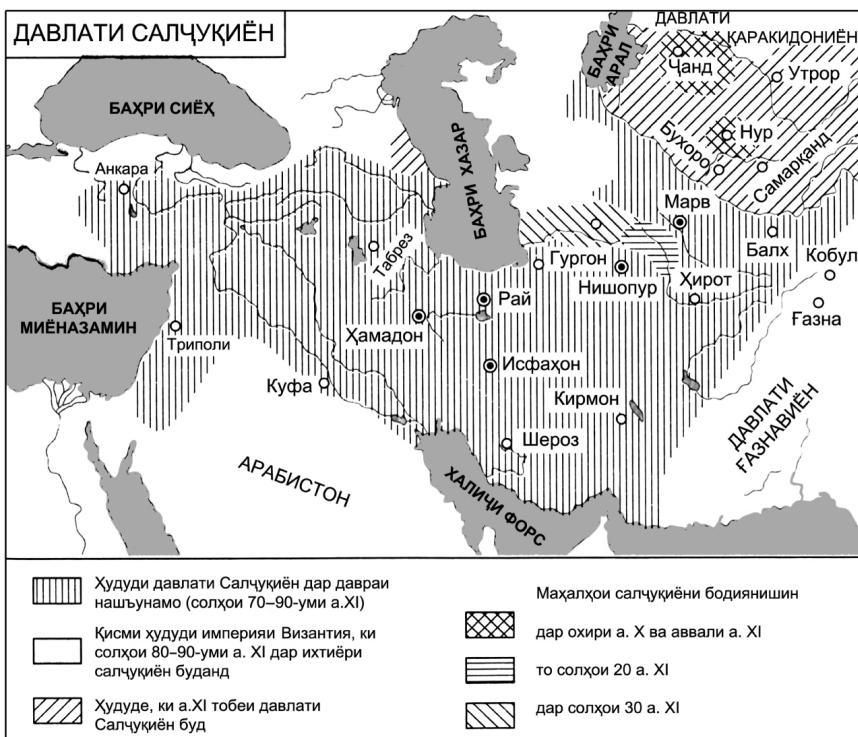 ДАВЛАТИ САЛҶУҚИЁН
ДАВЛАТИ
ҚАРАКИДОНИЁН
БАҲРИ
АРАЛ
Ҷанд
Утрор
БАҲРИ СИЁҲ
Нур
Бухоро
Самарқанд
Анкара
БАҲРИ ХАЗАР
Марв
Табрез
Гургон
Балх
Кобул
Нишопур
Ҳирот
БАҲРИ
МИЁНАЗАМИН
Рай
Ғазна
Ҳамадон
Триполи
Исфаҳон
Куфа
Кирмон
ДАВЛАТИ
ҒАЗНАВИЁН
Шероз
АРАБИСТОН
ХАЛИҶИ ФОРС
Ҳудуди давлати Салҷуқиён дар давраи
нашъунамо (солҳои 70–90-уми а.XI)
Қисми ҳудуди империяи Византия, ки
солҳои 80–90-уми а. XI дар ихтиёри
салҷуқиён буданд
Ҳудуде, ки а.XI тобеи давлати
Салҷуқиён буд
Маҳалҳои салҷуқиёни бодиянишин
дар охири а. X ва аввали а. XI
то солҳои 20 а. XI
дар солҳои 30 а. XI